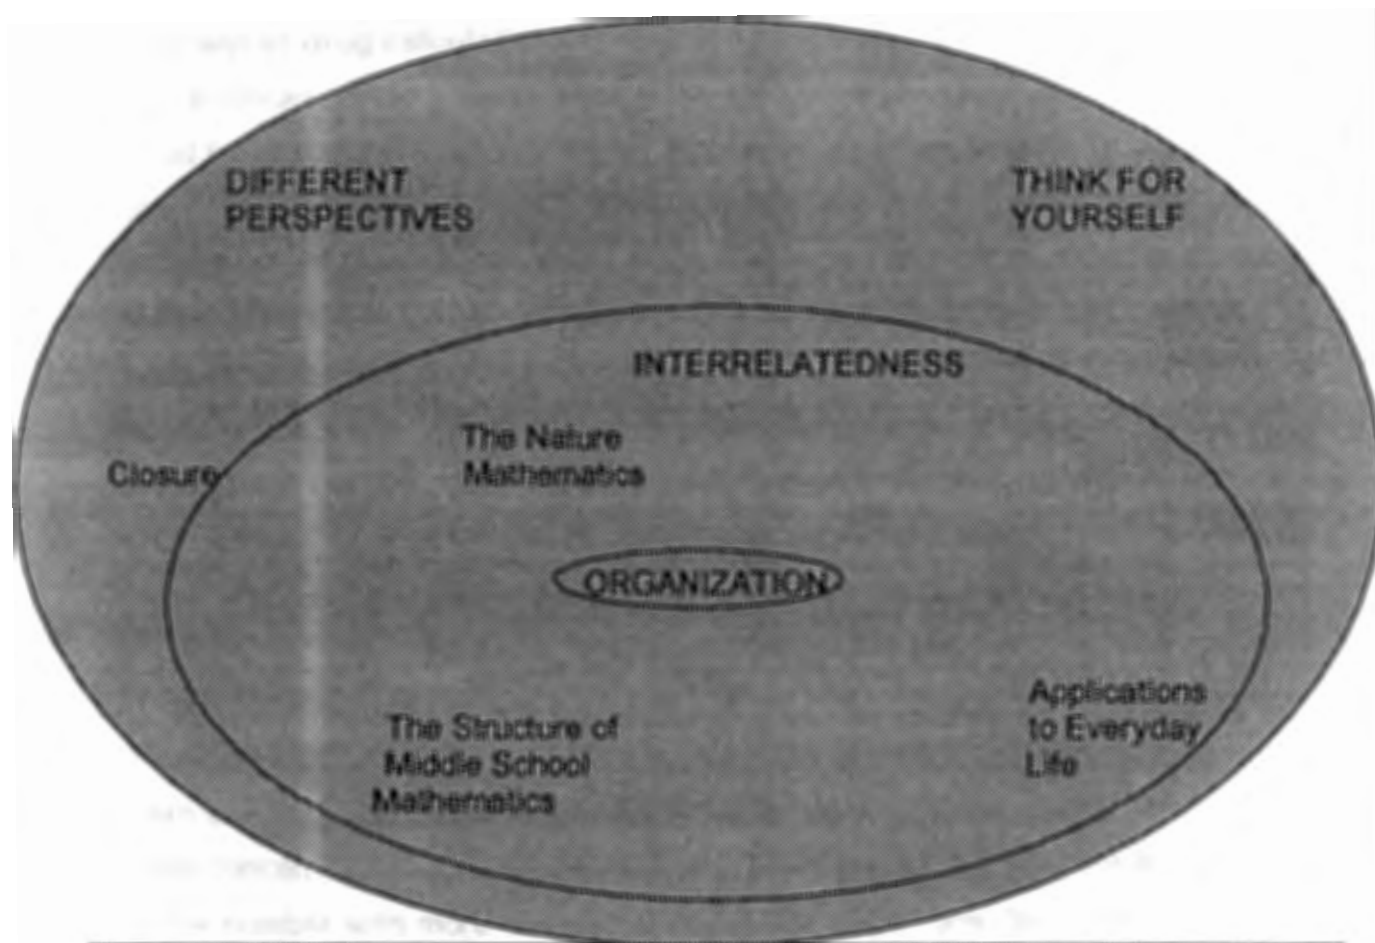 DIFFERENT
PERSPECTIVES
THINK FOR
YOURSELF
INTERRELATEDNESS
The Nature
Mathematics
Closure
ORGANIZATION
The Structure of
Middle School
Mathematics
Applications
to Everyday
Life